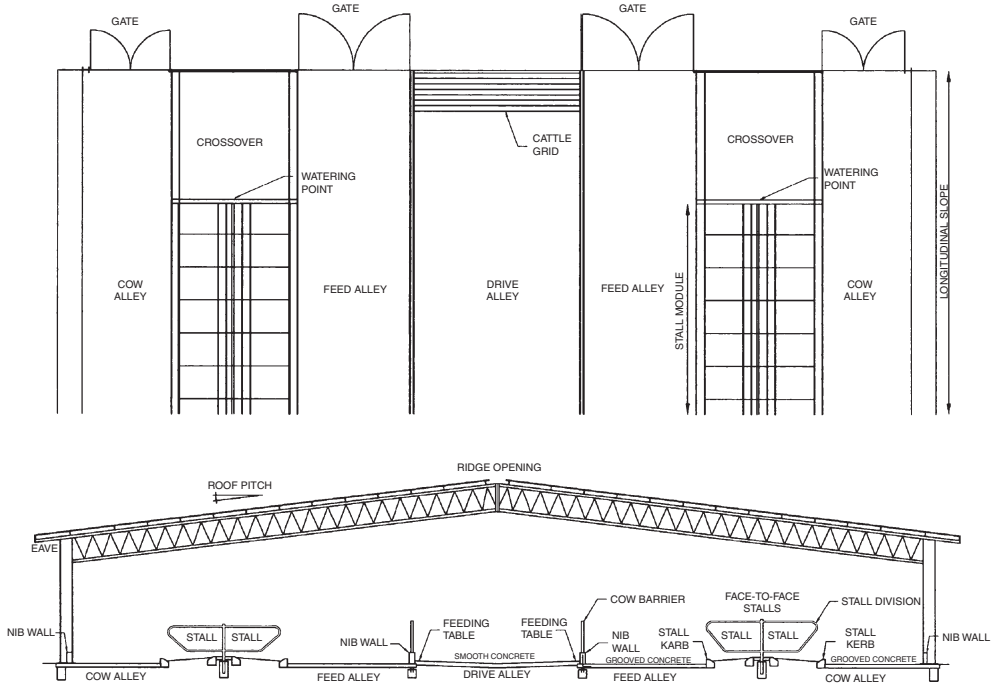 GATE
GATE
GATE
GATE
CROSSOVER
CATTLE
GRID
CROSSOVER
WATERING
POINT
WATERING
POINT
COW
ALLEY
FEED ALLEY
DRIVE
ALLEY
FEED ALLEY
STALL MODULE
COW
ALLEY
LONGITUDINAL SLOPE
RIDGE OPENING
ROOF PITCH
EAVE
NIB WALL
STALL
STALL
NIB WALL
FEEDING
TABLE
SMOOTH CONCRETE
FEEDING
TABLE
COW BARRIER
NIB
WALL
GROOVED CONCRETE
STALL
KARB
FACE-TO-FACE
STALLS
STALL
STALL
STALL DIVISION
STALL
KERB
GROOVED CONCRETE
NIB WALL
COW ALLEY
FEED ALLEY
DRIVE ALLEY
FEED ALLEY
COW ALLEY